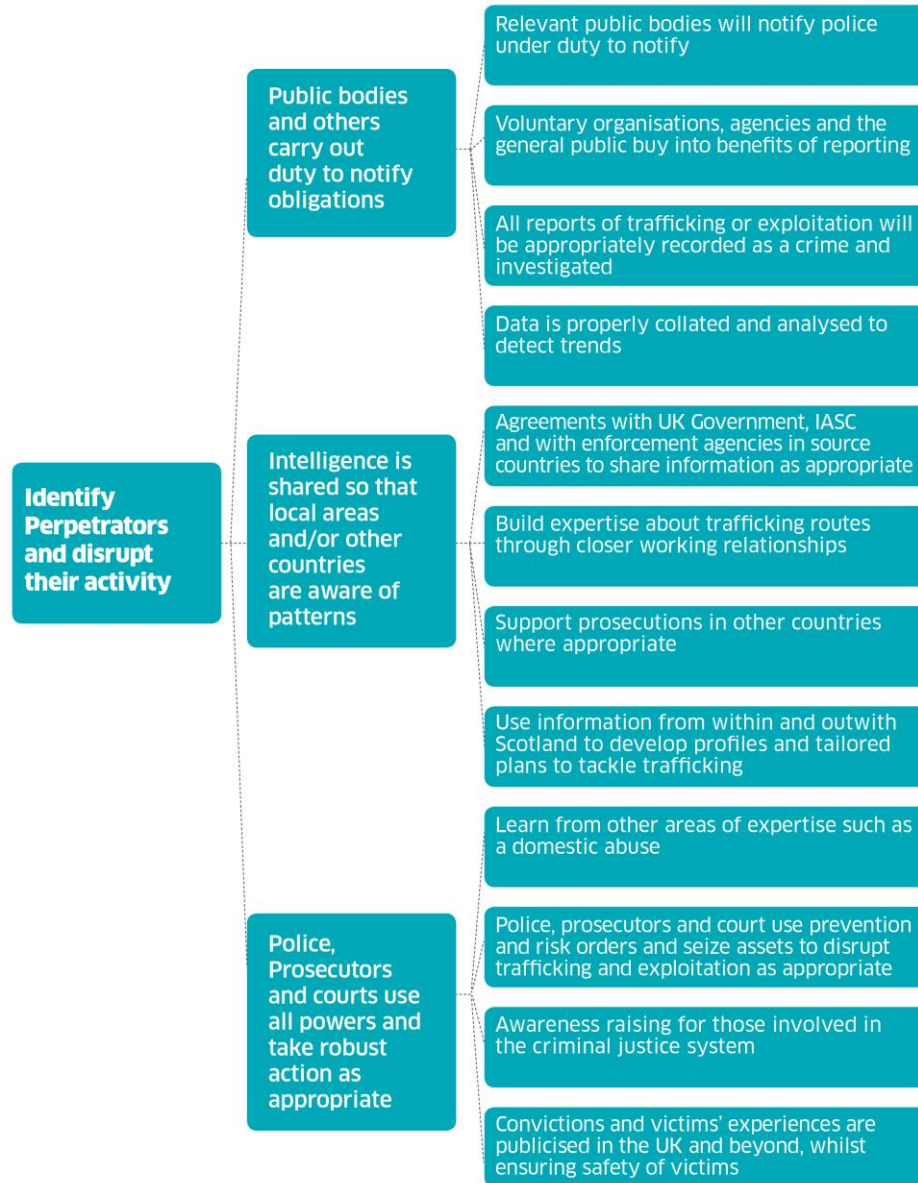 Identify
Perpetrators
and disrupt
their activity
Public bodies
and others
carry out
duty to notify
obligations
Relevant public bodies will notify police
under duty to notify
Voluntary organisations, agencies and the
general public buy into benefits of reporting
All reports of trafficking or exploitation will
be appropriately recorded as a crime and
investigated
Data is properly collated and analysed to
detect trends
Intelligence is
shared so that
local areas
and/or other
countries
are aware of
patterns
Agreements with UK Government, IASC
and with enforcement agencies in source
countries to share information as appropriate
Build expertise about trafficking routes
through closer working relationships
Support prosecutions in other countries
where appropriate
Use information from within and outwith
Scotland to develop profiles and tailored
plans to tackle trafficking
Police,
Prosecutors
and courts use
all powers and
take robust
action as
appropriate
Learn from other areas of expertise such as
a domestic abuse
Police, prosecutors and court use prevention
and risk orders and seize assets to disrupt
trafficking and exploitation as appropriate
Awareness raising for those involved in
the criminal justice system
Convictions and victims’ experiences are
publicised in the UK and beyond, whilst
ensuring safety of victims